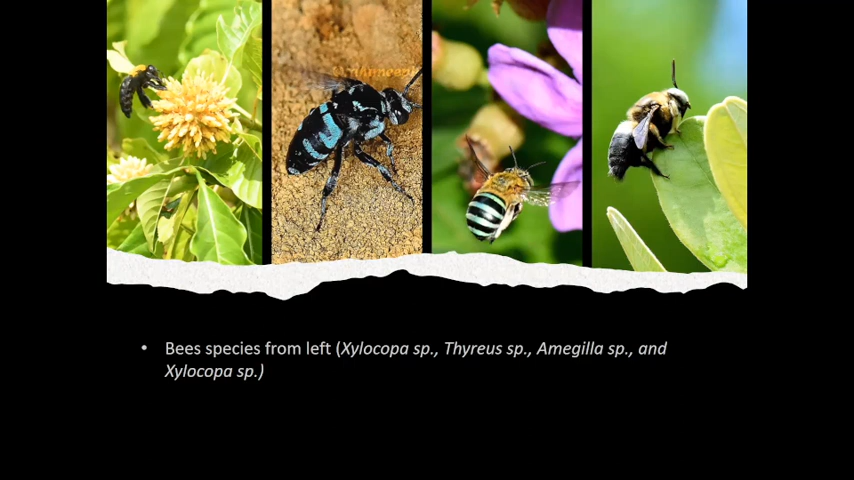 • Bees species from left (Xylocopa sp., Thyreus sp., Amegilla sp., and
Xylocopa sp.)